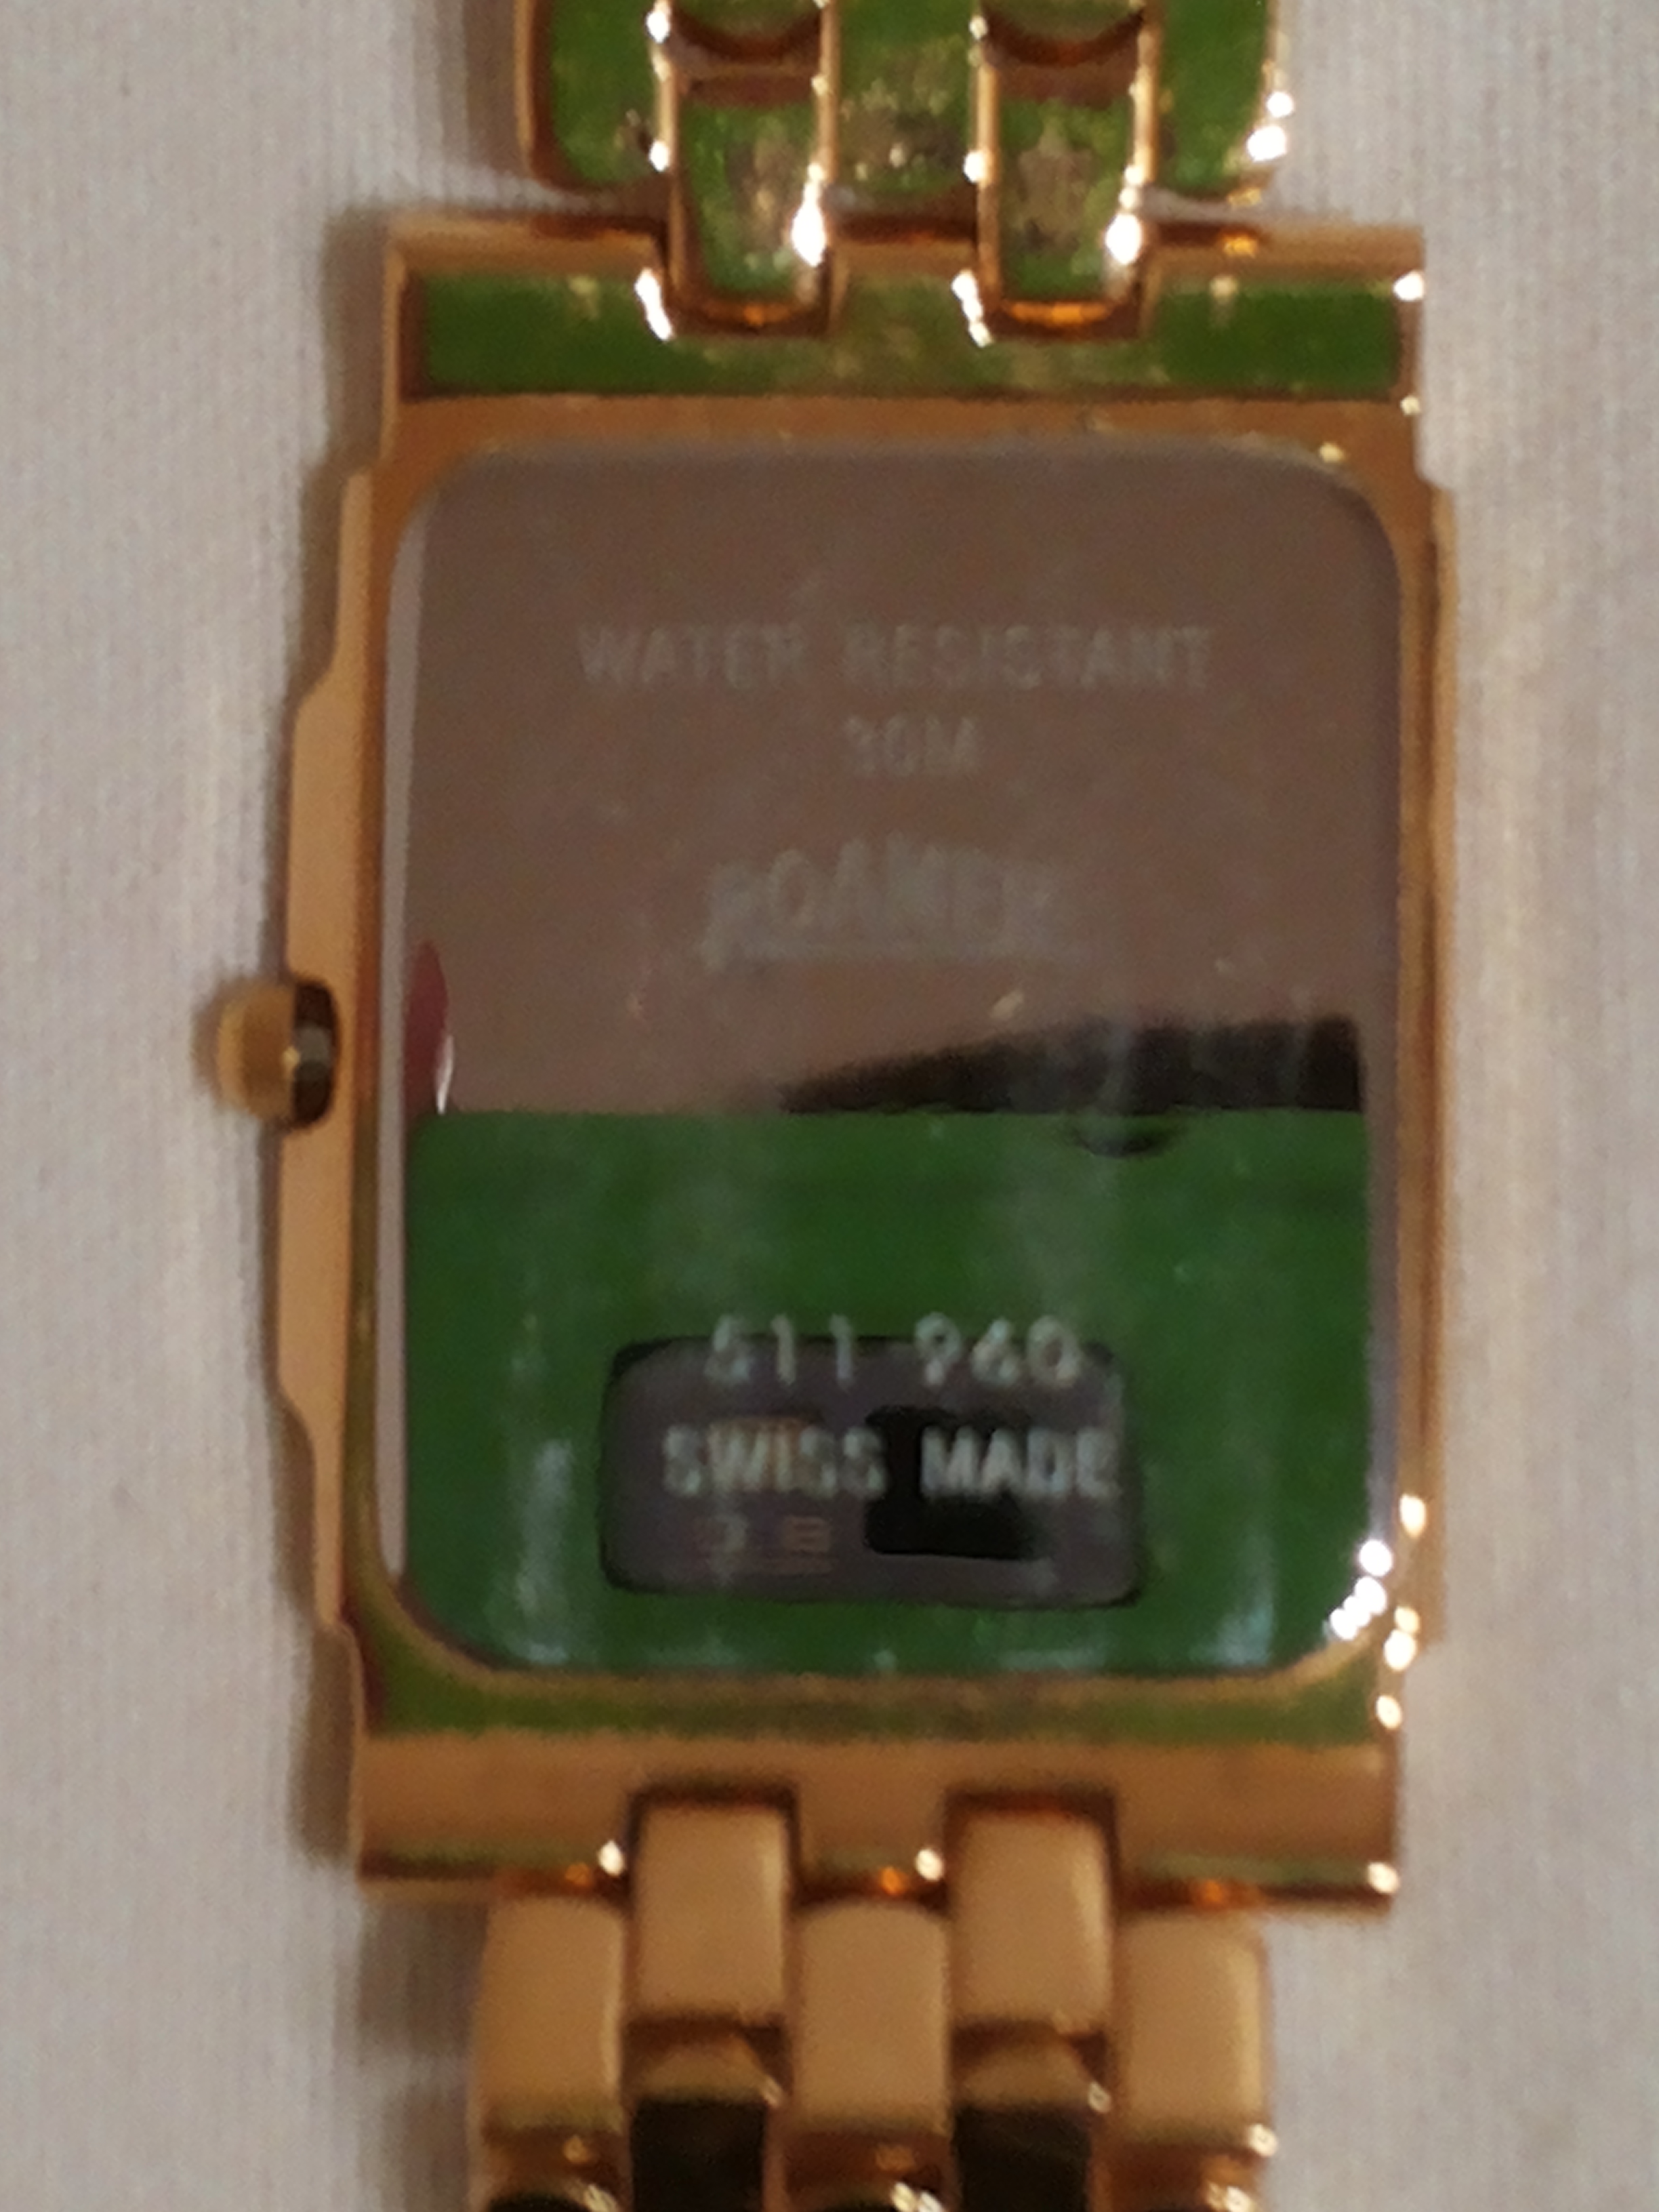 WATER RESISTANT
30M
ROAMER
511 960
SWISS MADE